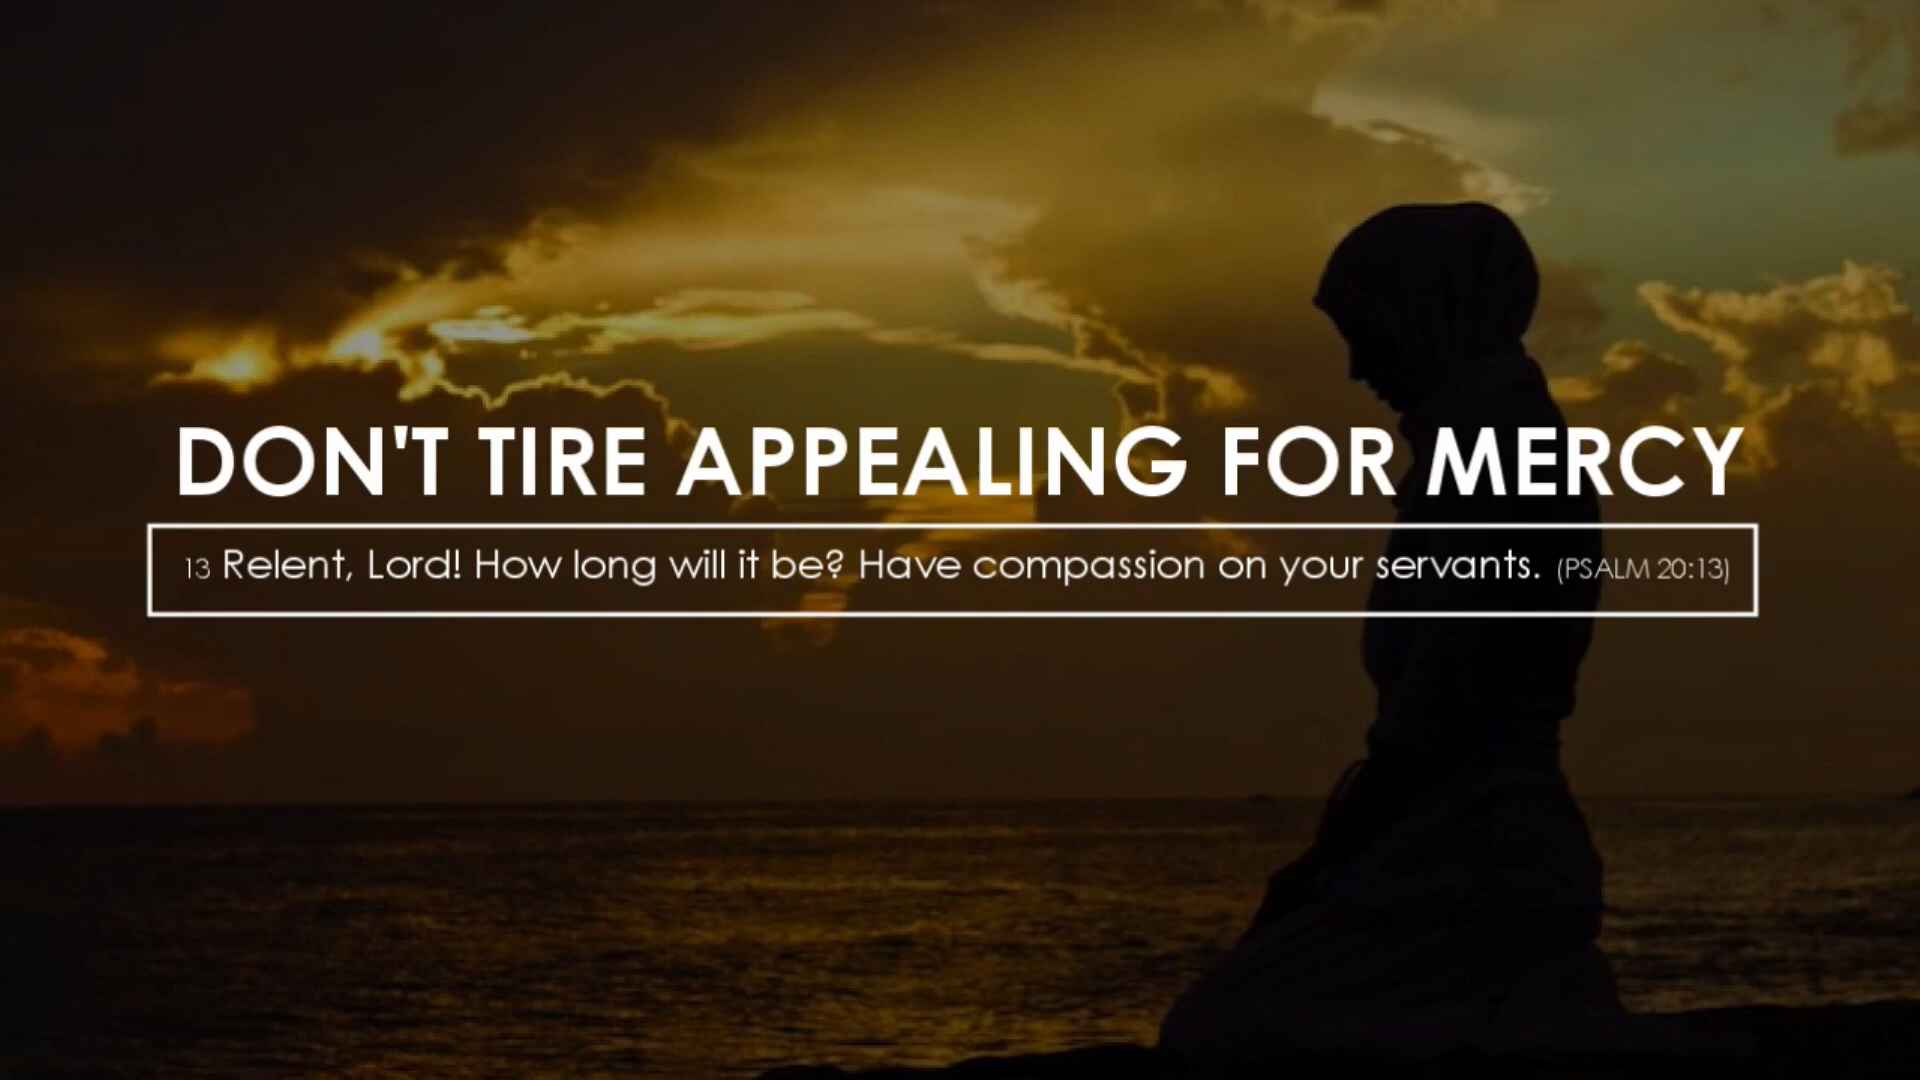 DON'T TIRE APPEALING FOR MERCY
13 Relent, Lord! How long will it be? Have compassion on your servants. (PSALM 20:13)